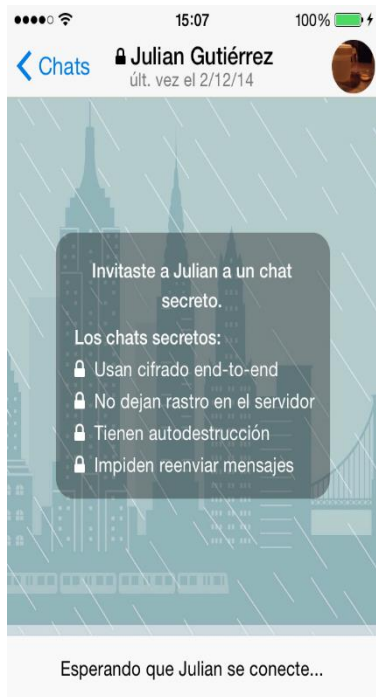 15:07 100%
Chats
Julian Gutiérrez
últ. vez el 2/12/14
Invitaste a Julian a un chat
secreto.
Los chats secretos:
Usan cifrado end-to-end
No dejan rastro en el servidor
Tienen autodestrucción
Impiden reenviar mensajes
Esperando que Julian se conecte...